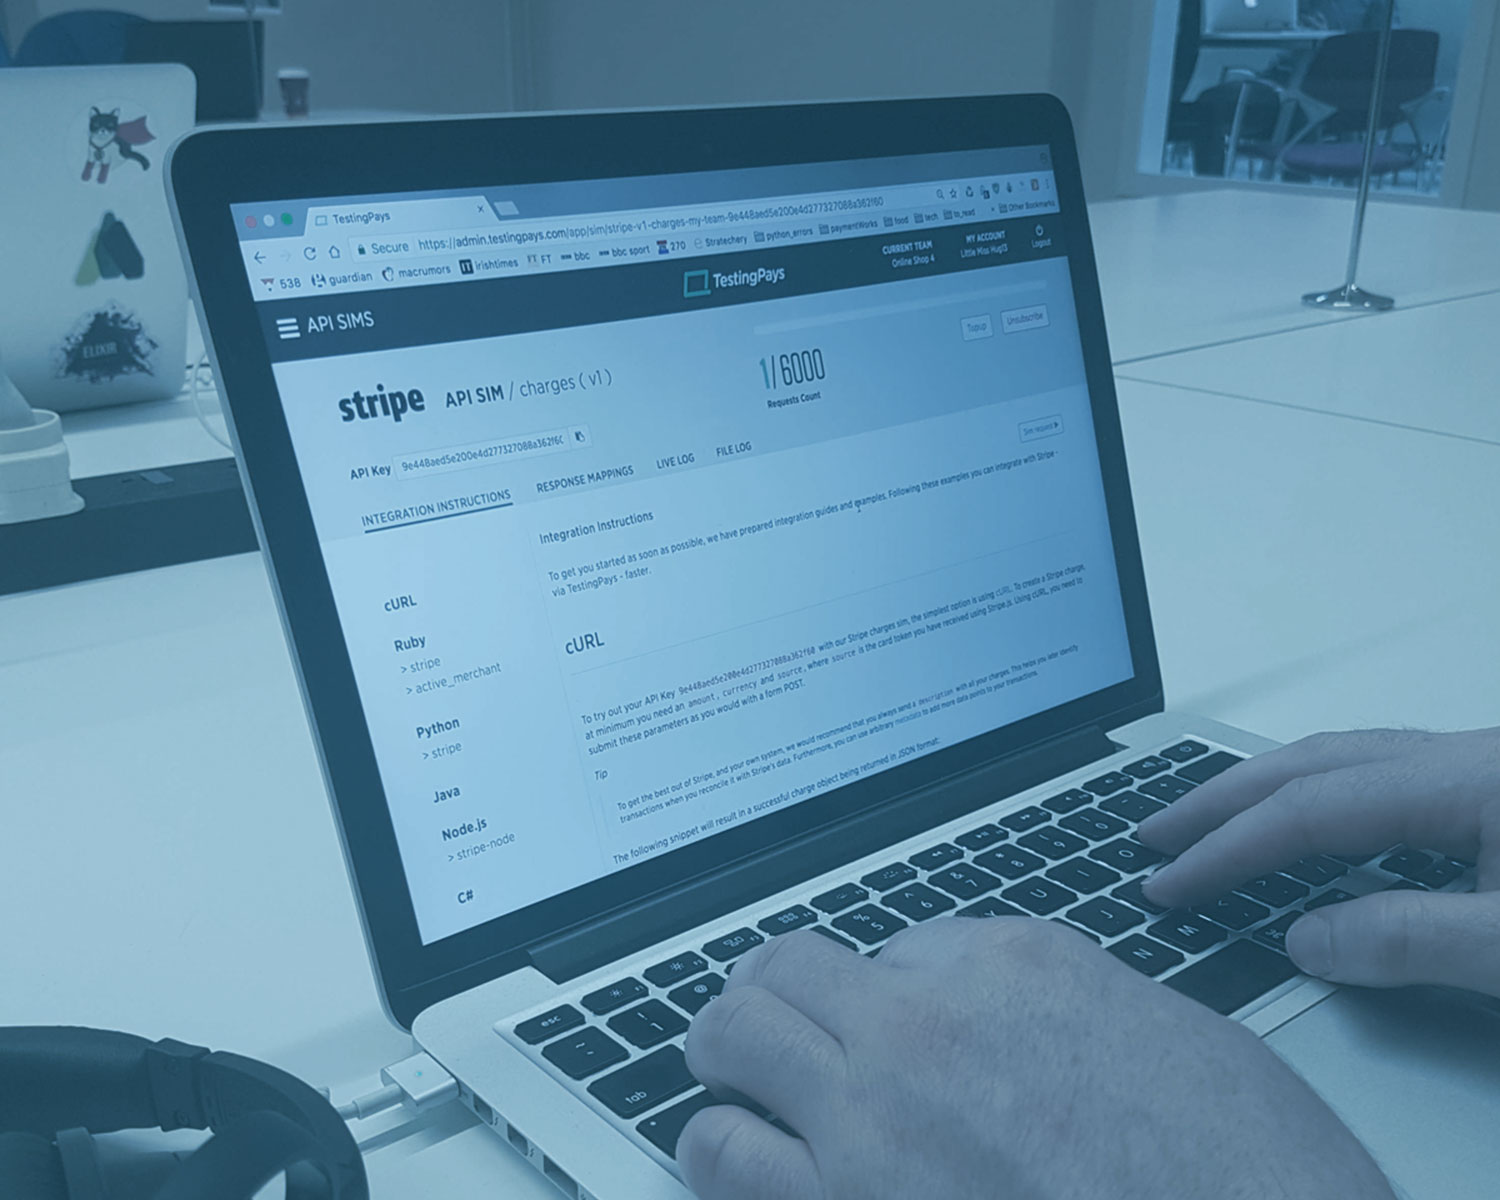 TestingPays
Secure https://admin.testingpays.com/app/sim/stripe-v1-charges-my-team-9e448aed5e200e4d277327088a362f60
538 guardian macrumors irishtimes FT bbc bbc sport 270 Stratechery python_errors paymentWorks food tech to_read Other Bookmarks
API SIMS
TestingPays
CURRENT TEAM
Online Shop 4
MY ACCOUNT
Little Miss Hug13
Logout
stripe API SIM / charges ( v1 )
1/6000
Requests Count
Topup
Unsubscribe
API Key 9e448aed5e200e4d277327088a362f60
Sim request
INTEGRATION INSTRUCTIONS
RESPONSE MAPPINGS
LIVE LOG
FILE LOG
cURL
Ruby
> stripe
> active_merchant
Python
> stripe
Java
Node.js
> stripe-node
C#
Integration Instructions
To get you started as soon as possible, we have prepared integration guides and examples. Following these examples you can integrate with Stripe -
via TestingPays - faster.
cURL
To try out your API Key 9e448aed5e200e4d277327088a362f60 with our Stripe charges sim, the simplest option is using cURL. To create a Stripe charge,
at minimum you need an amount, currency and source, where source is the card token you have received using Stripe.js. Using cURL, you need to
submit these parameters as you would with a form POST.
Tip
To get the best out of Stripe, and your own system, we would recommend that you always send a description with all your charges. This helps you later identify
transactions when you reconcile it with Stripe's data. Furthermore, you can use arbitrary metadata to add more data points to your transactions.
The following snippet will result in a successful charge object being returned in JSON format:
ELIXIR
esc
tab
! 1
@
% 5
^ 6
& 7
* 8
9
Y
U
I
O
J
N
M